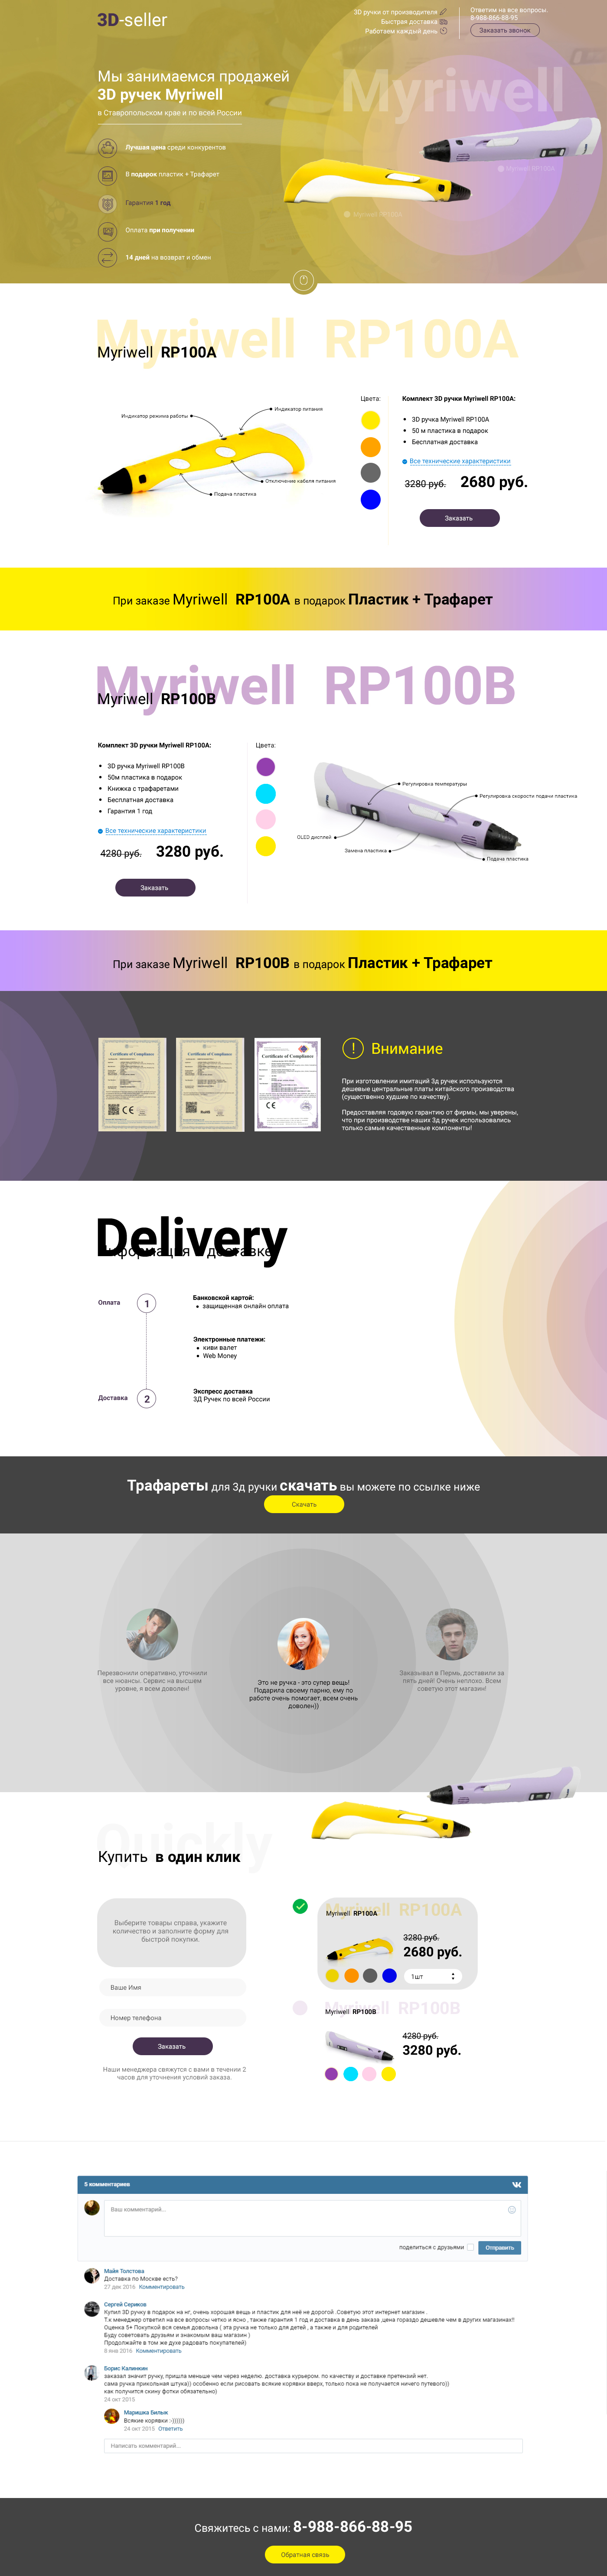 3D-seller
3D ручки от производителя
Быстрая доставка
Работаем каждый день
Ответим на все вопросы
8-988-866-88-95
Заказать звонок
Myriwell
Мы занимаемся продажей
3D ручек Myriwell
в Ставропольском крае и по всей России
Лучшая цена среди конкурентов
В подарок пластик + Трафарет
Гарантия 1 год
Оплата при получении
14 дней на возврат и обмен
Myriwell RP100A
Myriwell RP100A
Индикатор режима работы
Индикатор питания
Отключение кабеля питания
Подача пластика
Цвета:
Комплект 3D ручки Myriwell RP100A:
3D ручка Myriwell RP100A
50 м пластика в подарок
Бесплатная доставка
Все технические характеристики
3280 руб. 2680 руб.
Заказать
При заказе Myriwell RP100A в подарок Пластик + Трафарет
Myriwell RP100B
Myriwell RP100B
Комплект 3D ручки Myriwell RP100A:
3D ручка Myriwell RP100B
50м пластика в подарок
Книжка с трафаретами
Бесплатная доставка
Гарантия 1 год
Все технические характеристики
4280 руб. 3280 руб.
Заказать
Цвета:
Регулировка температуры
Регулировка скорости подачи пластика
OLED дисплей
Замена пластика
Подача пластика
При заказе Myriwell RP100B в подарок Пластик + Трафарет
Certificate of Compliance
Certificate of Compliance
Certificate of Compliance
Внимание
При изготовлении имитаций 3д ручек используются
дешевые центральные платы китайского производства
(существенно худшие по качеству).
Предоставляя годовую гарантию от фирмы, мы уверены,
что при производстве наших 3д ручек использовались
только самые качественные компоненты!
Delivery
Информация о доставке
Оплата
1
Банковской картой:
защищенная онлайн оплата
Электронные платежи:
киви валет
Web Money
Доставка
2
Экспресс доставка
3Д Ручек по всей России
Трафареты для 3д ручки скачать вы можете по ссылке ниже
Скачать
Перезвонили оперативно, уточнили
все нюансы. Сервис на высшем
уровне, я всем доволен!
Это не ручка - это супер вещь!
Подарила своему парню, ему по
работе очень помогает, всем очень
доволен))
Заказывал в Пермь, доставили за
пять дней! Очень неплохо. Всем
советую этот магазин!
Quickly
Купить в один клик
Выберите товары справа, укажите
количество и заполните форму для
быстрой покупки.
Ваше Имя
Номер телефона
Заказать
Наши менеджера свяжутся с вами в течении 2
часов для уточнения условий заказа.
Myriwell RP100A
Myriwell RP100A
3280 руб.
2680 руб.
1шт
Myriwell RP100B
Myriwell RP100B
4280 руб.
3280 руб.
5 комментариев
Ваш комментарий...
поделиться с друзьями
Отправить
Майя Толстова
Доставка по Москве есть?
27 дек 2016 Комментировать
Сергей Сериков
Купил 3D ручку в подарок на нг, очень хорошая вещь и пластик для неё не дорогой .Советую этот интернет магазин .
Т.к менеджер ответил на все вопросы четко и ясно , также гарантия 1 год и доставка в день заказа ,цена гораздо дешевле чем в других магазинах!!
Оценка 5+ Покупкой вся семья довольна ( эта ручка не только для детей , а также и для родителей
Буду советовать друзьям и знакомым ваш магазин )
Продолжайте в том же духе радовать покупателей)
8 янв 2016 Комментировать
Борис Калинкин
заказал значит ручку, пришла меньше чем через неделю. доставка курьером. по качеству и доставке претензий нет.
сама ручка прикольная штука)) особенно если рисовать всякие корявки вверх, только пока не получается ничего путевого))
как получится скину фотки обязательно)
24 окт 2015
Маришка Билык
Всякие корявки :-))))))
24 окт 2015 Ответить
Написать комментарий...
Свяжитесь с нами: 8-988-866-88-95
Обратная связь